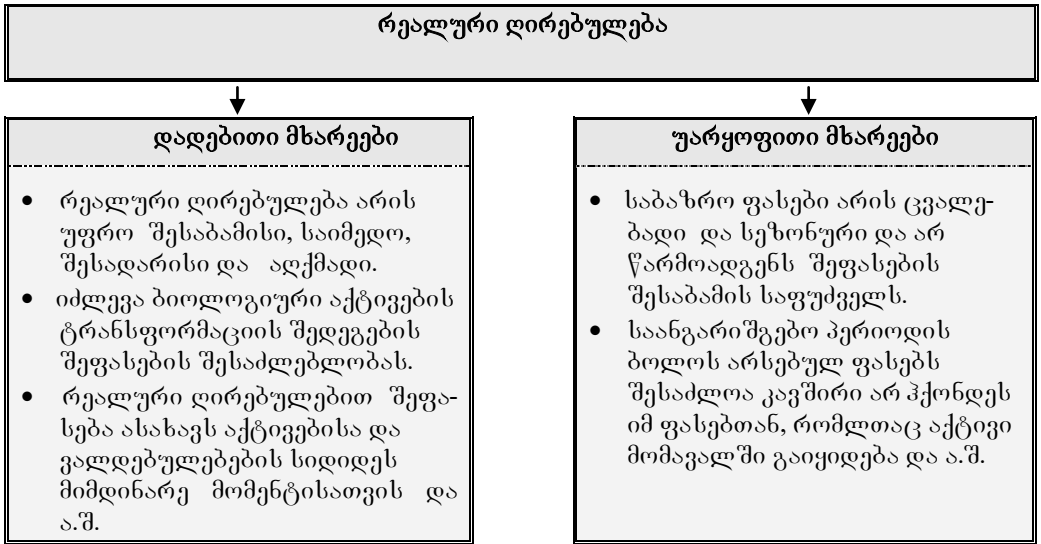 რეალური ღირებულება
დადებითი მხარეები
• რეალური ღირებულება არის
უფრო შესაბამისი, საიმედო,
შესადარისი და აღქმადი.
• იძლევა ბიოლოგიური აქტივების
ტრანსფორმაციის შედეგების
შეფასების შესაძლებლობას.
• რეალური ღირებულებით შეფა-
სება ასახავს აქტივებისა და
ვალდებულებების სიდიდეს
მიმდინარე მომენტისათვის და
ა.შ.
უარყოფითი მხარეები
• საბაზრო ფასები არის ცვალე-
ბადი და სეზონური და არ
წარმოადგენს შეფასების
შესაბამის საფუძველს.
• საანგარიშგებო პერიოდის
ბოლოს არსებულ ფასებს
შესაძლოა კავშირი არ ჰქონდეს
იმ ფასებთან, რომლთაც აქტივი
მომავალში გაიყიდება და ა.შ.